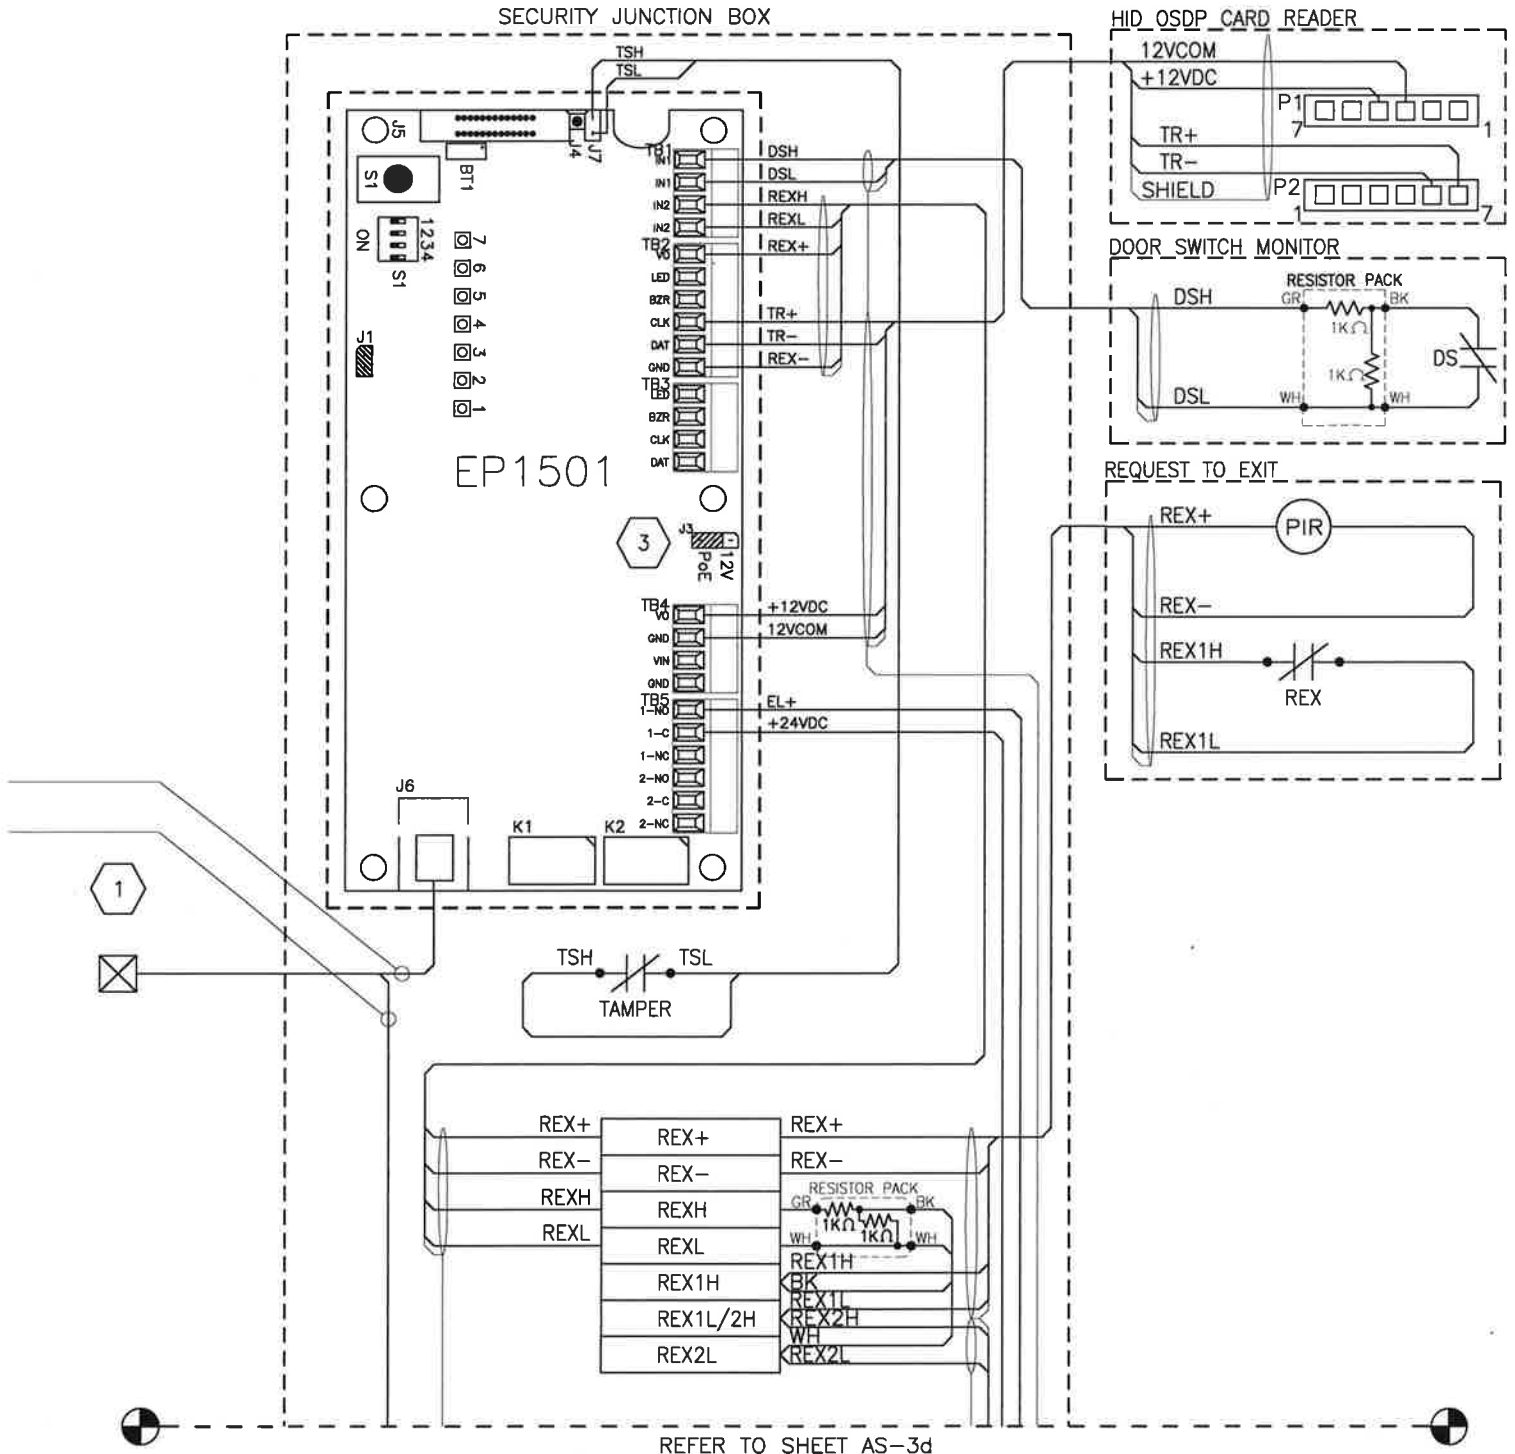 SECURITY JUNCTION BOX
HID OSDP CARD READER
TSH
TSL
12VCOM
+12VDC
P1
7
1
TR+
TR-
SHIELD
P2
1
7
J5
J4
J7
BT1
S1
ON
1234
S1
7
6
5
4
3
2
1
J1
EP1501
3
J3
PoE
12V
TB1
IN1
DSH
IN1
DSL
IN2
REXH
IN2
REXL
TB2
VO
REX+
LED
BZR
CLK
TR+
DAT
TR-
GND
REX-
TB3
LED
BZR
CLK
DAT
TB4
VO
+12VDC
GND
12VCOM
VIN
GND
TB5
1-NO
EL+
1-C
+24VDC
1-NC
2-NO
2-C
2-NC
J6
K1
K2
DOOR SWITCH MONITOR
RESISTOR PACK
DSH
GR
BK
1KΩ
1KΩ
DS
DSL
WH
WH
REQUEST TO EXIT
REX+
PIR
REX-
REX1H
REX
REX1L
1
TSH
TSL
TAMPER
REX+
REX+
REX+
REX-
REX-
REX-
RESISTOR PACK
REXH
REXH
GR
BK
1KΩ
1KΩ
REXL
REXL
WH
WH
REX1H
REX1H
BK
REX1L
REX1L/2H
REX2H
WH
REX2L
REX2L
REFER TO SHEET AS-3d